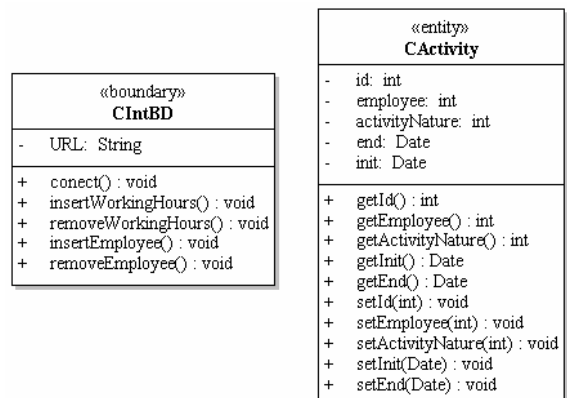 «boundary»
CIntBD
- URL: String
+ conect() : void
+ insertWorkingHours() : void
+ removeWorkingHours() : void
+ insertEmployee() : void
+ removeEmployee() : void
«entity»
CActivity
- id: int
- employee: int
- activityNature: int
- end: Date
- init: Date
+ getId() : int
+ getEmployee() : int
+ getActivityNature() : int
+ getInit() : Date
+ getEnd() : Date
+ setId(int) : void
+ setEmployee(int) : void
+ setActivityNature(int) : void
+ setInit(Date) : void
+ setEnd(Date) : void